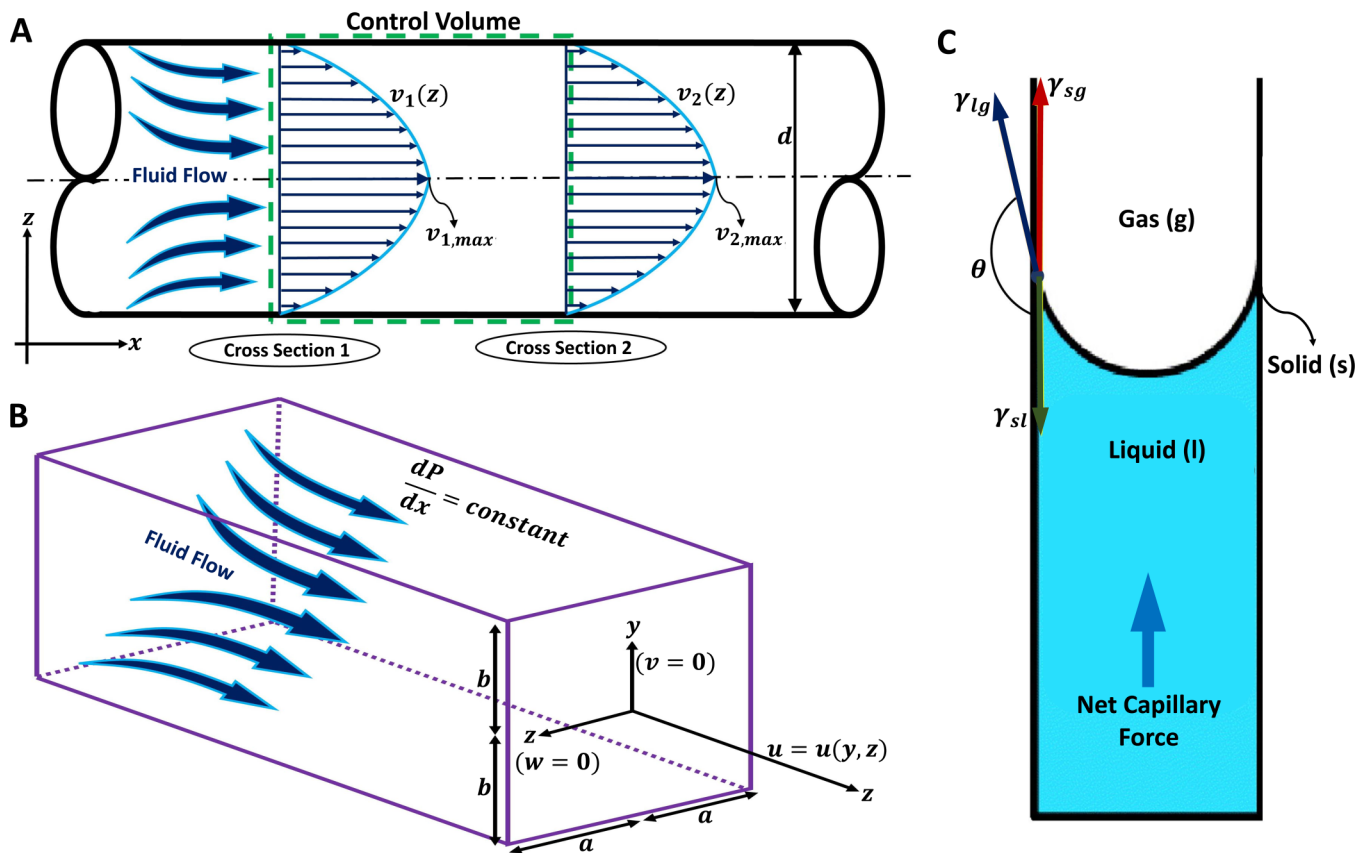 A
Control Volume
v₁(z)
v₂(z)
d
Fluid Flow
v₁,max
v₂,max
z
x
Cross Section 1
Cross Section 2
B
dP/dx = constant
Fluid Flow
b
y
(v = 0)
z
(w = 0)
u = u(y, z)
b
z
a
a
C
γsg
γlg
Gas (g)
θ
Solid (s)
γsl
Liquid (l)
Net Capillary
Force